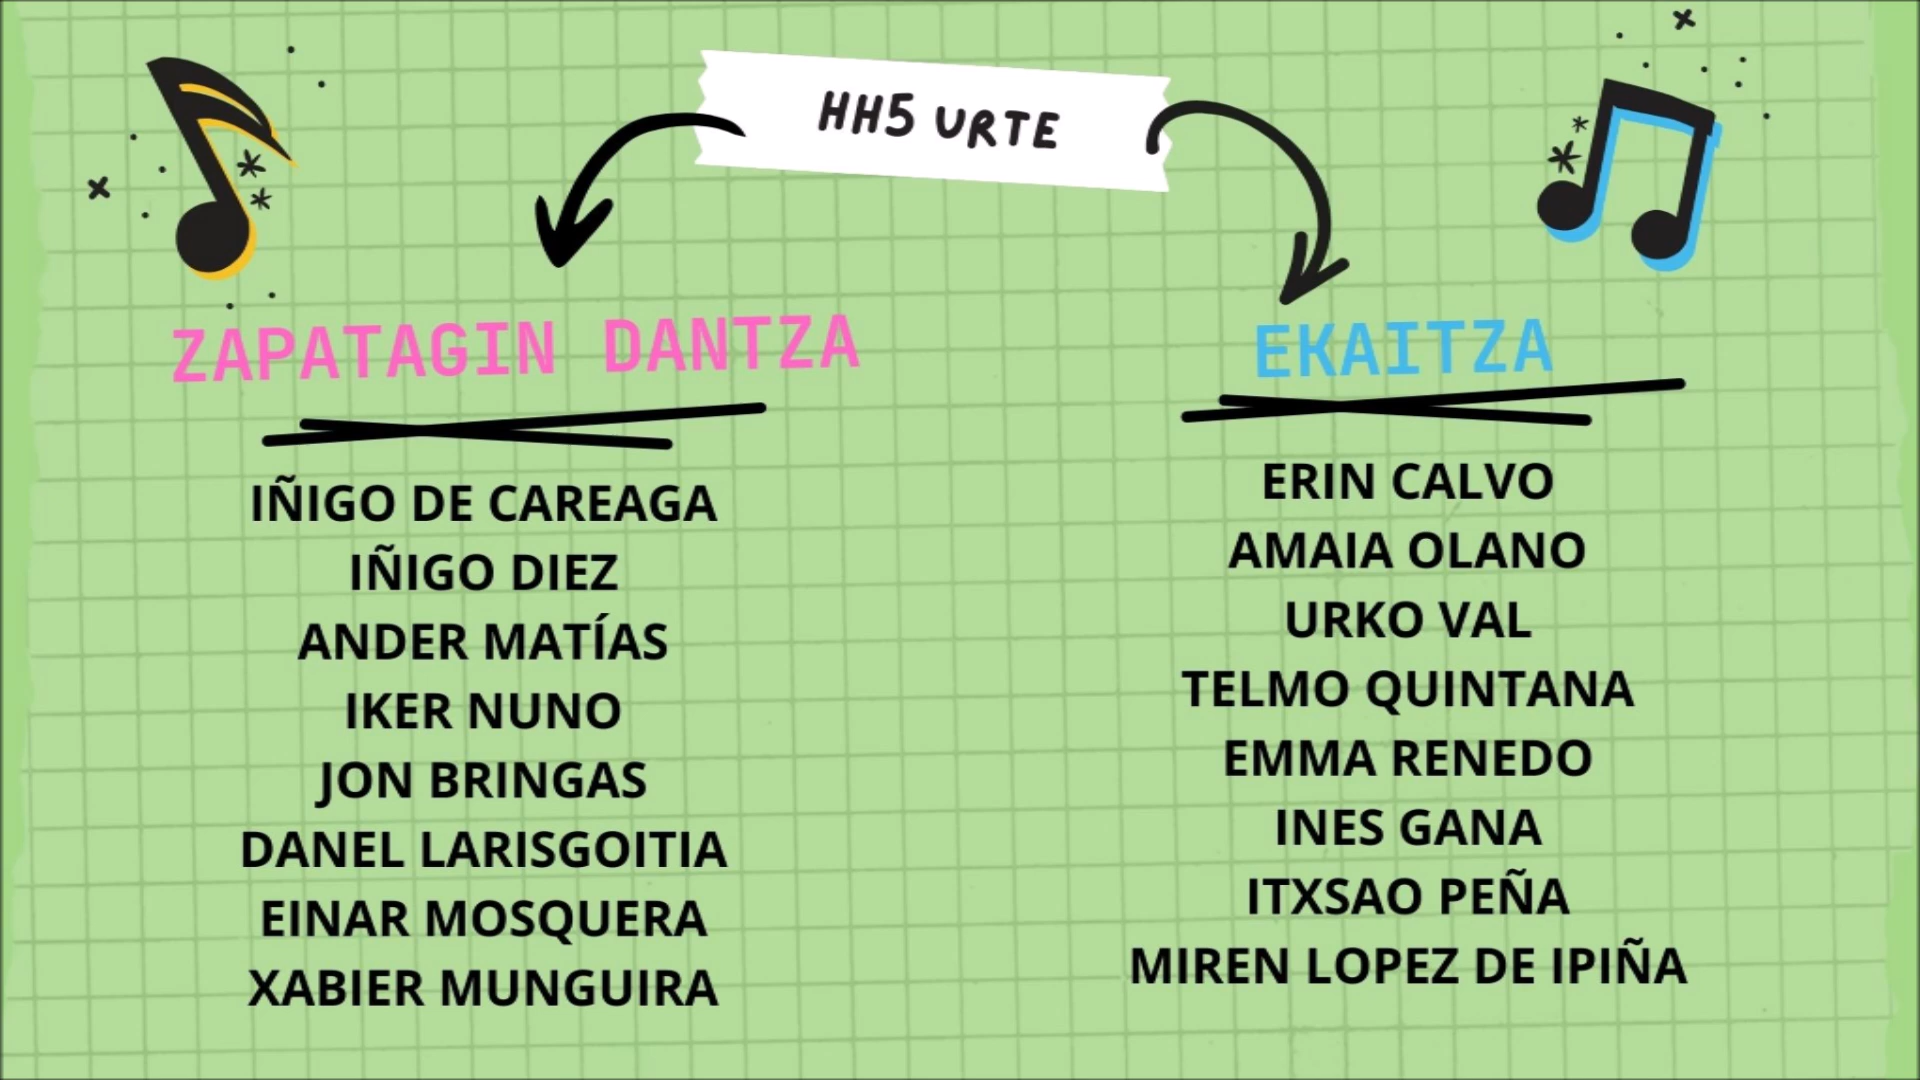 HH5 URTE
ZAPATAGIN DANTZA
IÑIGO DE CAREAGA
IÑIGO DIEZ
ANDER MATÍAS
IKER NUNO
JON BRINGAS
DANEL LARISGOITIA
EINAR MOSQUERA
XABIER MUNGUIRA
EKAITZA
ERIN CALVO
AMAIA OLANO
URKO VAL
TELMO QUINTANA
EMMA RENEDO
INES GANA
ITXSAO PEÑA
MIREN LOPEZ DE IPIÑA